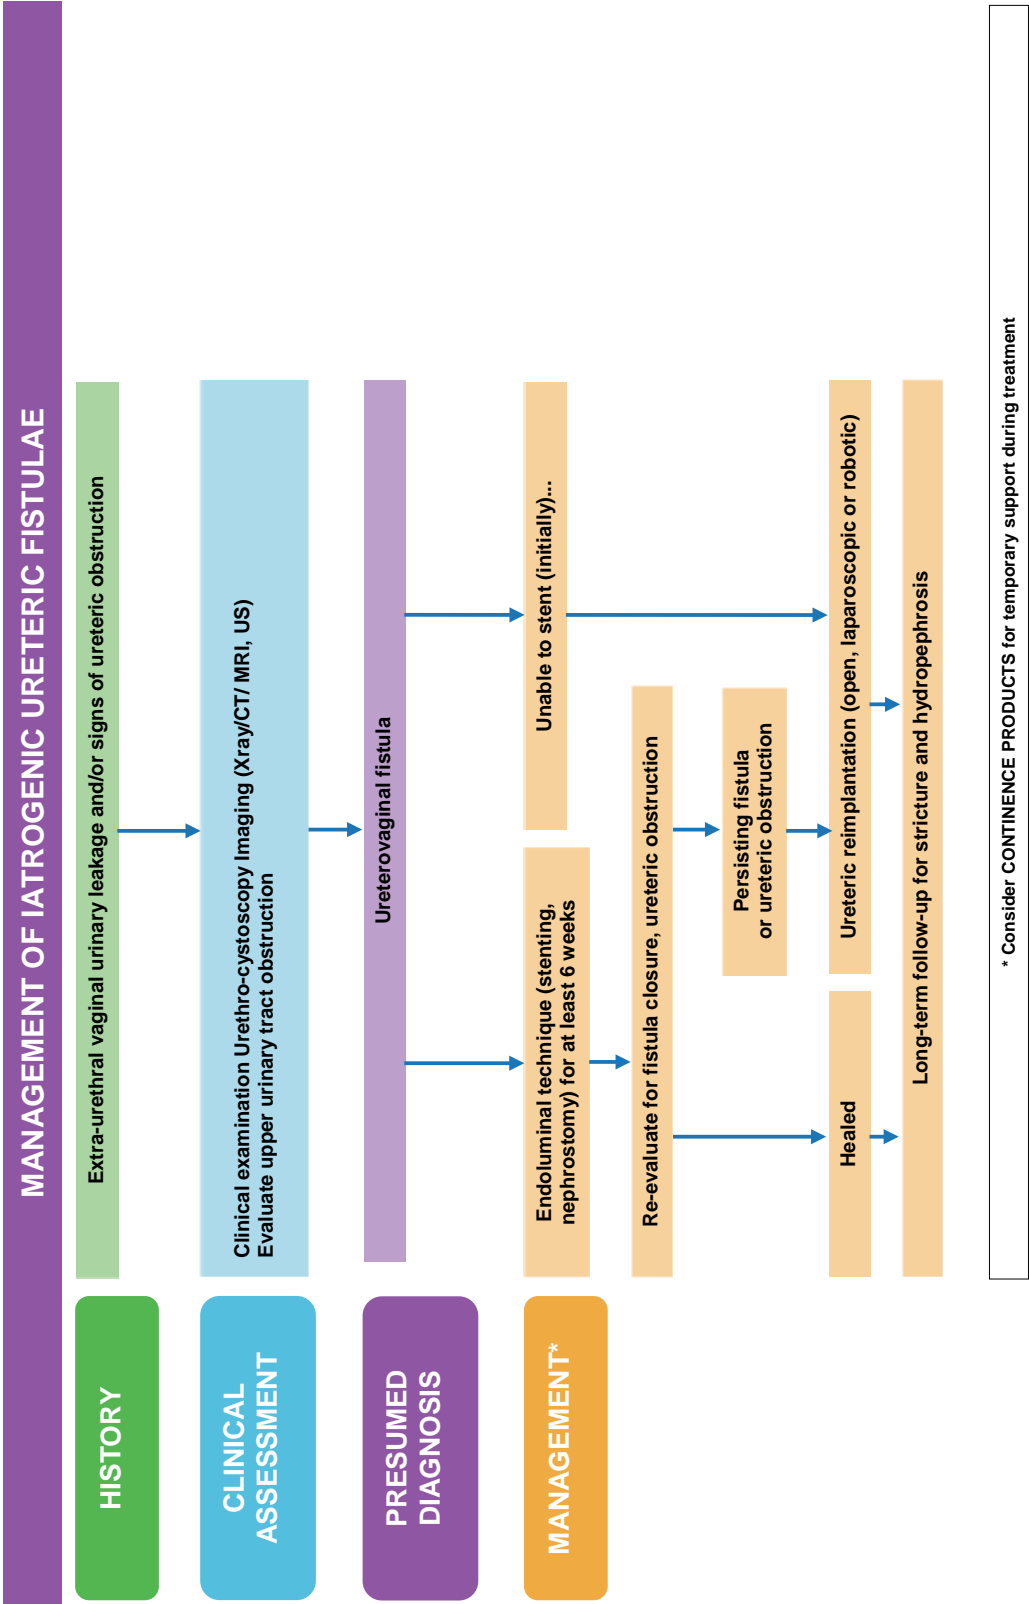 MANAGEMENT OF IATROGENIC URETERIC FISTULAE
HISTORY
Extra-urethral vaginal urinary leakage and/or signs of ureteric obstruction
CLINICAL
ASSESSMENT
Clinical examination Urethro-cystoscopy Imaging (Xray/CT/ MRI, US)
Evaluate upper urinary tract obstruction
PRESUMED
DIAGNOSIS
Ureterovaginal fistula
MANAGEMENT*
Endoluminal technique (stenting,
nephrostomy) for at least 6 weeks
Unable to stent (initially)...
Re-evaluate for fistula closure, ureteric obstruction
Persisting fistula
or ureteric obstruction
Healed
Ureteric reimplantation (open, laparoscopic or robotic)
Long-term follow-up for stricture and hydropephrosis
* Consider CONTINENCE PRODUCTS for temporary support during treatment